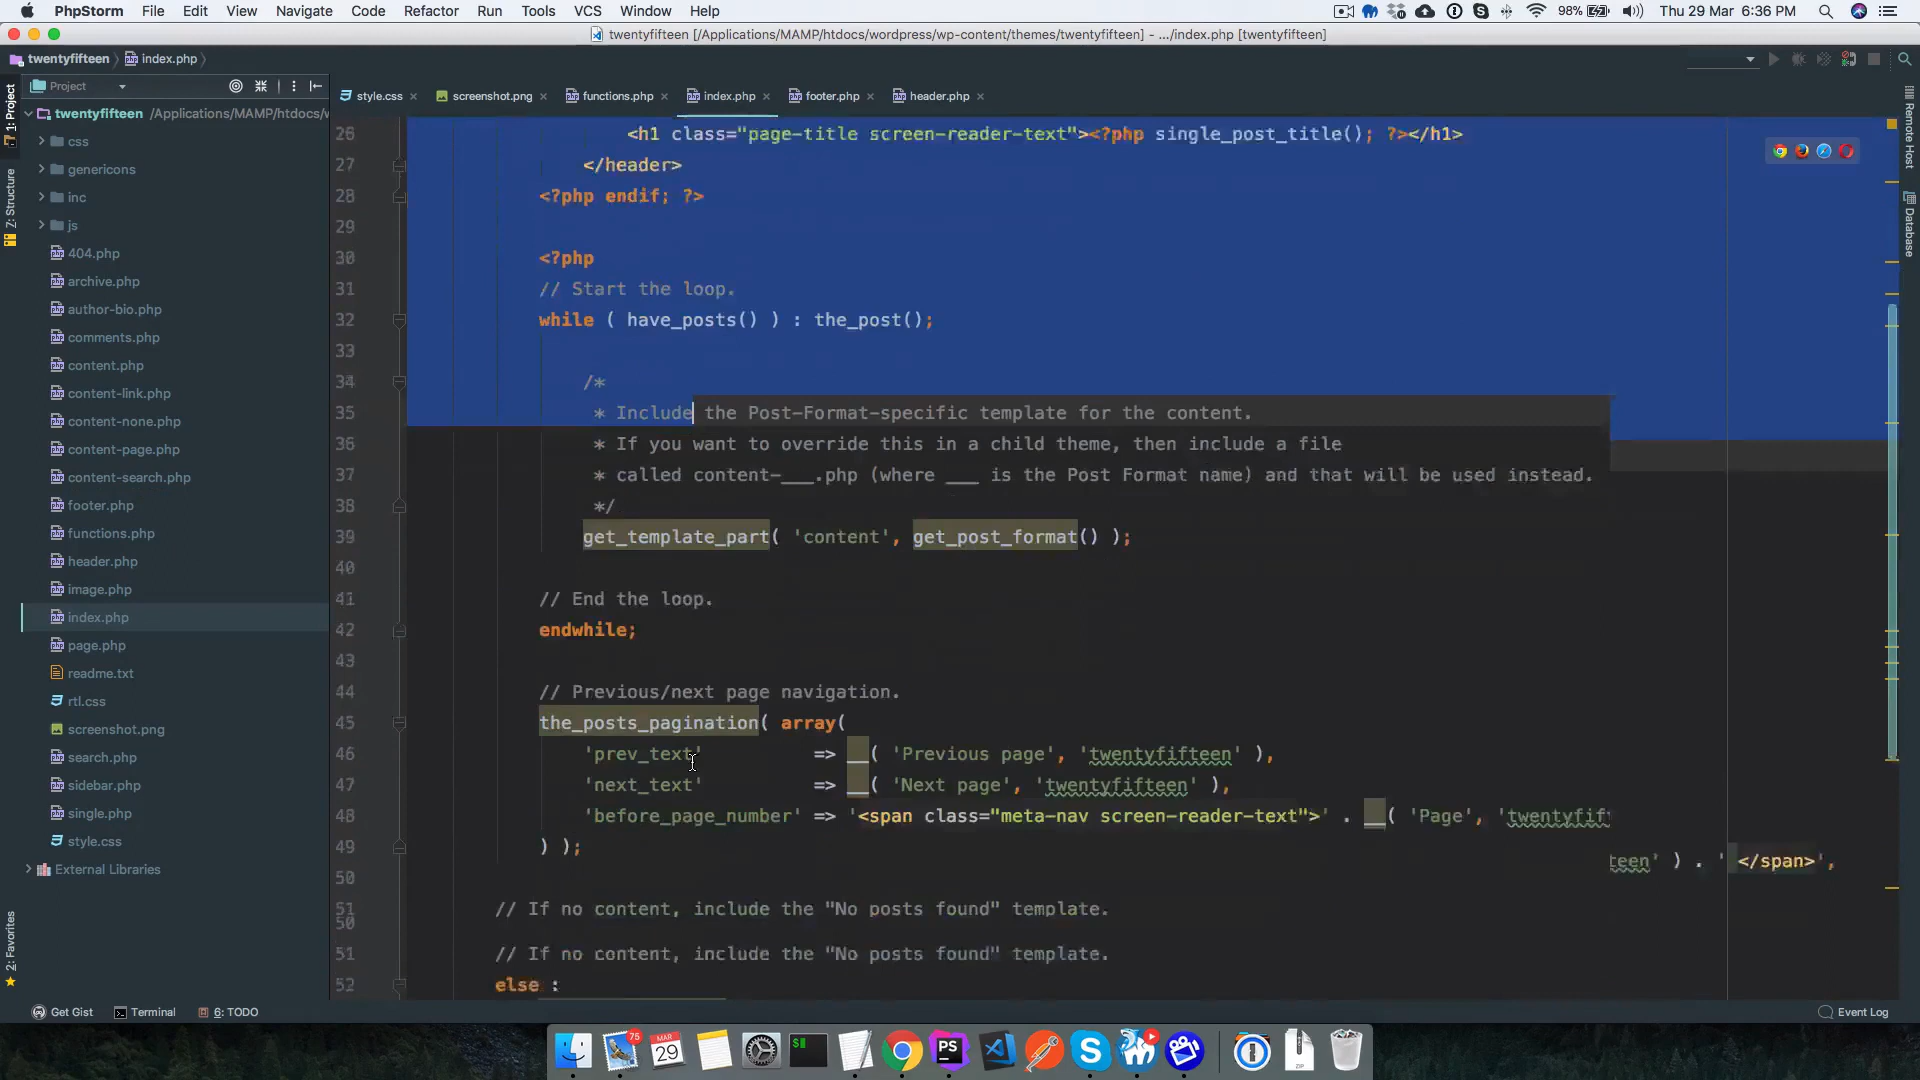 PhpStorm File Edit View Navigate Code Refactor Run Tools VCS Window Help 98% Thu 29 Mar 6:36 PM
twentyfifteen [/Applications/MAMP/htdocs/wordpress/wp-content/themes/twentyfifteen] - .../index.php [twentyfifteen]
twentyfifteen index.php
Project
style.css screenshot.png functions.php index.php footer.php header.php
1: Project
Z: Structure
2: Favorites
Remote Host
Database
twentyfifteen /Applications/MAMP/htdocs/w
css
genericons
inc
js
404.php
archive.php
author-bio.php
comments.php
content.php
content-link.php
content-none.php
content-page.php
content-search.php
footer.php
functions.php
header.php
image.php
index.php
page.php
readme.txt
rtl.css
screenshot.png
search.php
sidebar.php
single.php
style.css
External Libraries
26 <h1 class="page-title screen-reader-text"><?php single_post_title(); ?></h1>
27 </header>
28 <?php endif; ?>
29
30 <?php
31 // Start the loop.
32 while ( have_posts() ) : the_post();
33
34 /*
35 * Include the Post-Format-specific template for the content.
36 * If you want to override this in a child theme, then include a file
37 * called content-___.php (where ___ is the Post Format name) and that will be used instead.
38 */
39 get_template_part( 'content', get_post_format() );
40
41 // End the loop.
42 endwhile;
43
44 // Previous/next page navigation.
45 the_posts_pagination( array(
46 'prev_text' => __( 'Previous page', 'twentyfifteen' ),
47 'next_text' => __( 'Next page', 'twentyfifteen' ),
48 'before_page_number' => '<span class="meta-nav screen-reader-text">' . __( 'Page', 'twentyfift
49 ) );
teen' ) . ' </span>',
50
51 // If no content, include the "No posts found" template.
50
51 // If no content, include the "No posts found" template.
52 else :
Get Gist Terminal 6: TODO Event Log
75
MAR
29
$
PS
S
ZIP